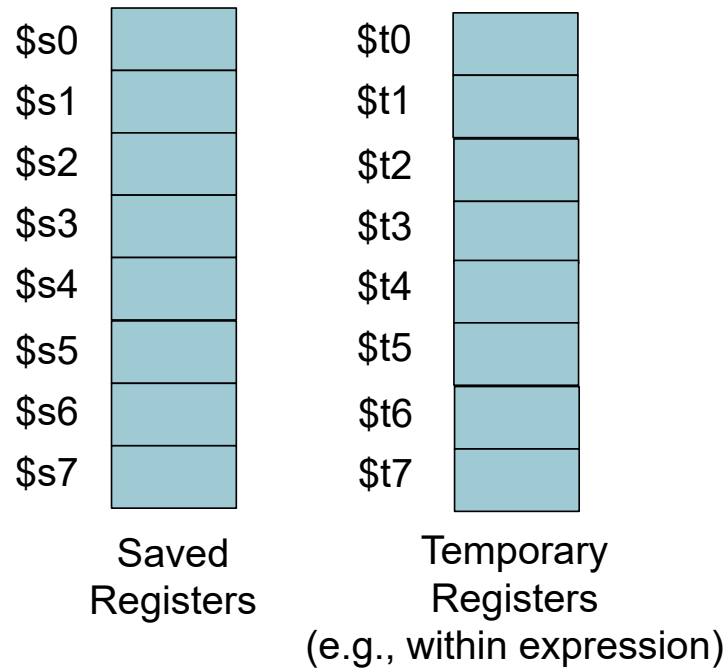 $s0
$s1
$s2
$s3
$s4
$s5
$s6
$s7
Saved
Registers
$t0
$t1
$t2
$t3
$t4
$t5
$t6
$t7
Temporary
Registers
(e.g., within expression)